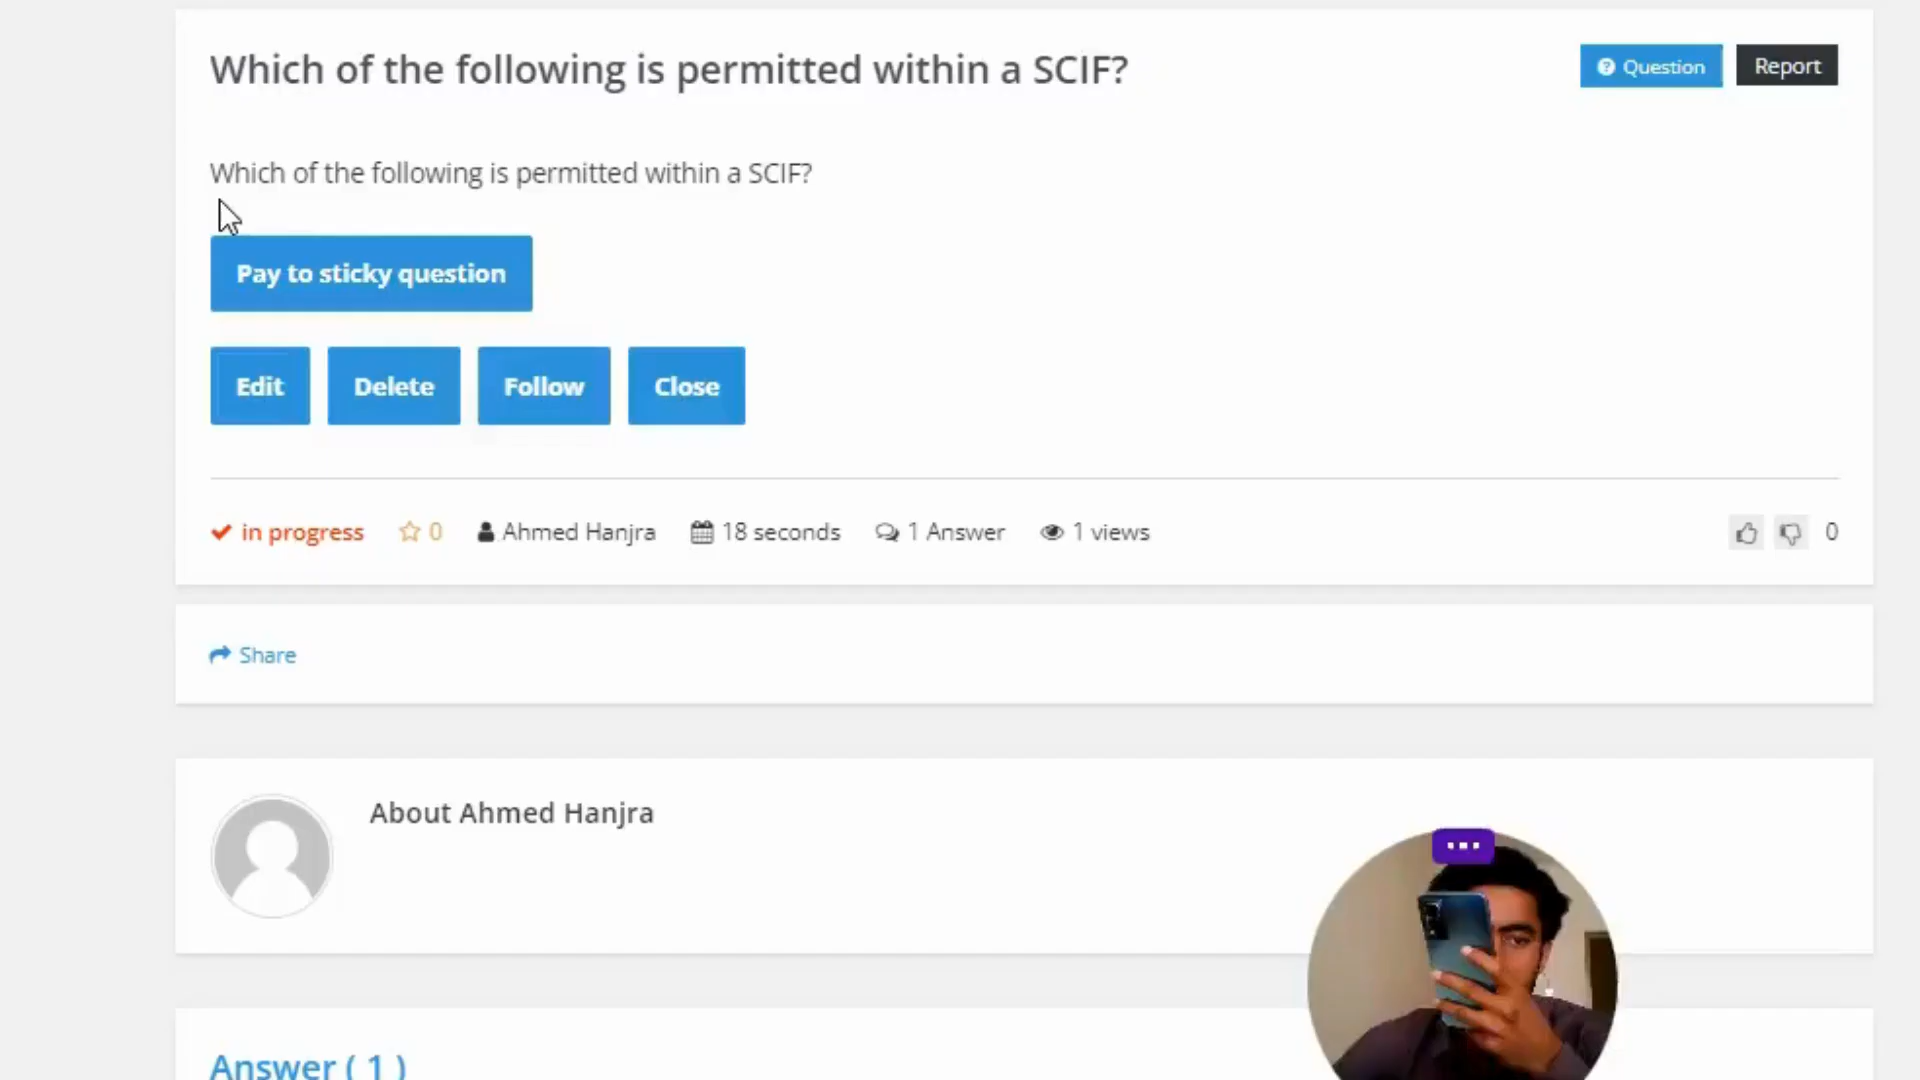 Which of the following is permitted within a SCIF?
Question
Report
Which of the following is permitted within a SCIF?
Pay to sticky question
Edit
Delete
Follow
Close
in progress
0
Ahmed Hanjra
18 seconds
1 Answer
1 views
0
Share
About Ahmed Hanjra
Answer ( 1 )